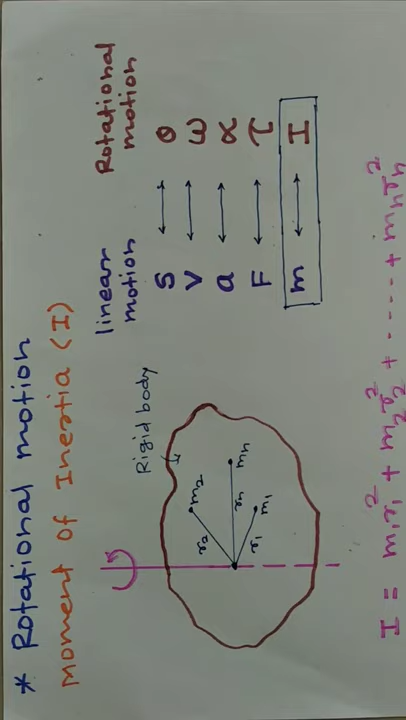 * Rotational motion
Moment of Inertia (I)
Rigid body
m2
mn
m1
r2
rn
r1
linear motion
Rotational motion
S ↔ θ
V ↔ ω
a ↔ α
F ↔ τ
m ↔ I
I = m1r1² + m2r2² + ---- + mnrn²